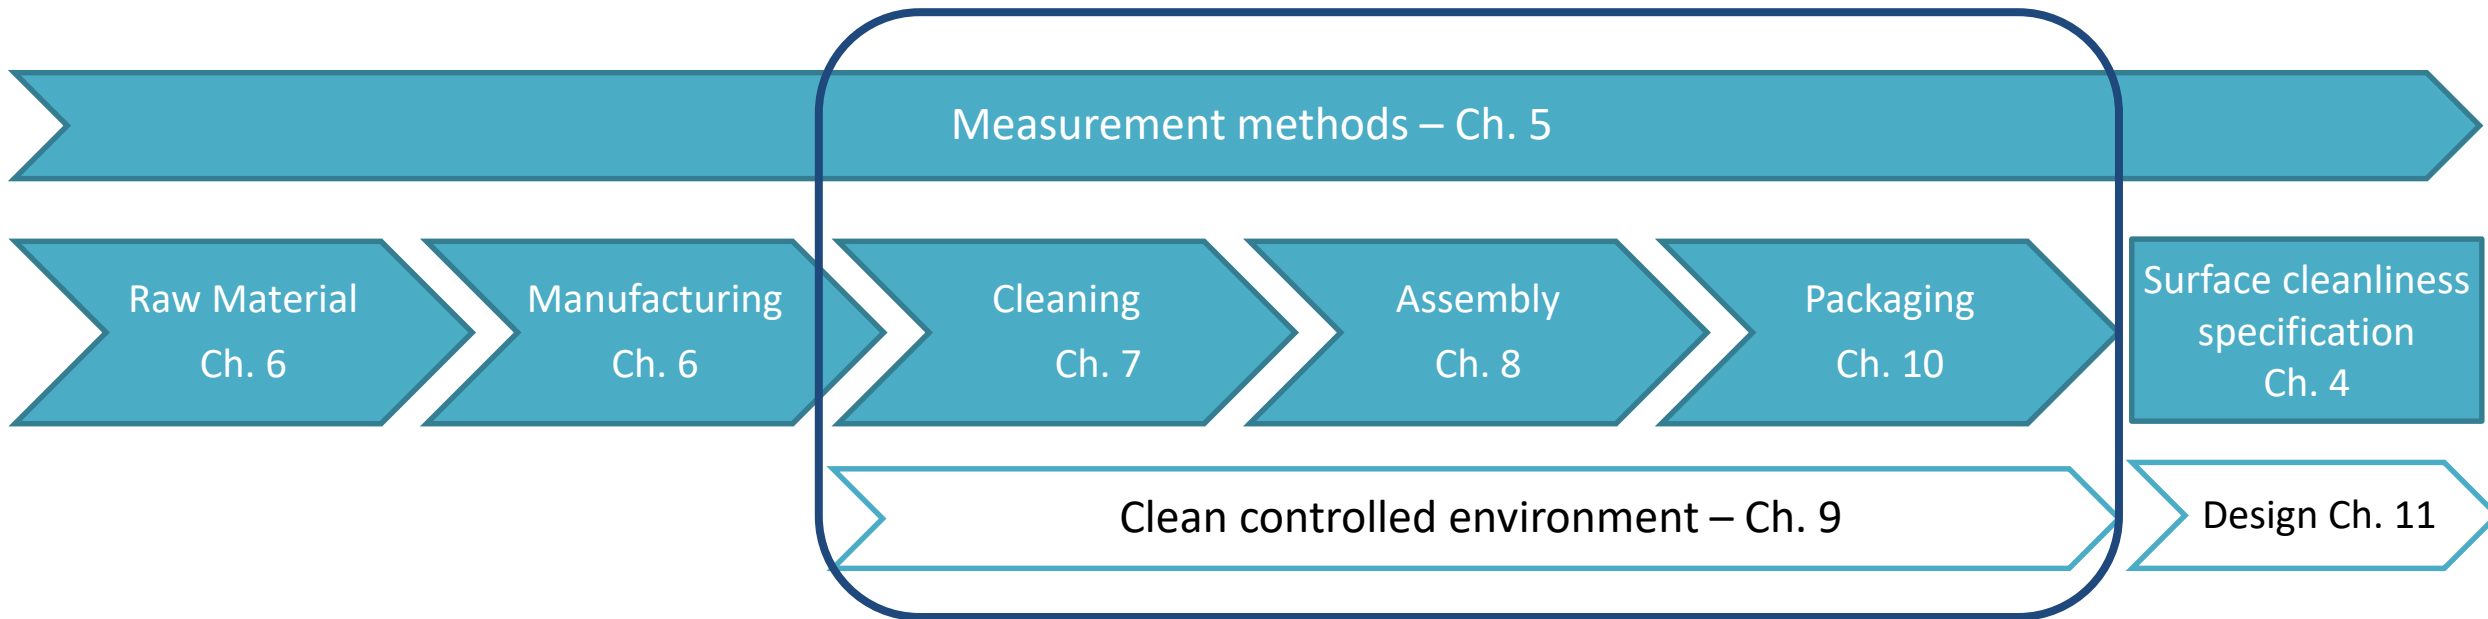 Measurement methods – Ch. 5
Raw Material
Ch. 6
Manufacturing
Ch. 6
Cleaning
Ch. 7
Assembly
Ch. 8
Packaging
Ch. 10
Surface cleanliness
specification
Ch. 4
Clean controlled environment – Ch. 9
Design Ch. 11